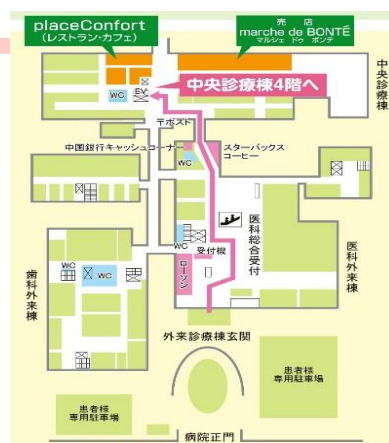 placeConfort
(レストラン・カフェ)
売店
marche de BONTÉ
マルシェ ドゥ ボンテ
EV
WC
中央診療棟4階へ
中央診療棟
〒ポスト
中国銀行キャッシュコーナー
WC
スターバックス
コーヒー
医科総合受付
WC
受付機
ローソン
WC
WC
歯科外来棟
医科外来棟
外来診療棟玄関
患者様
専用駐車場
患者様
専用駐車場
病院正門